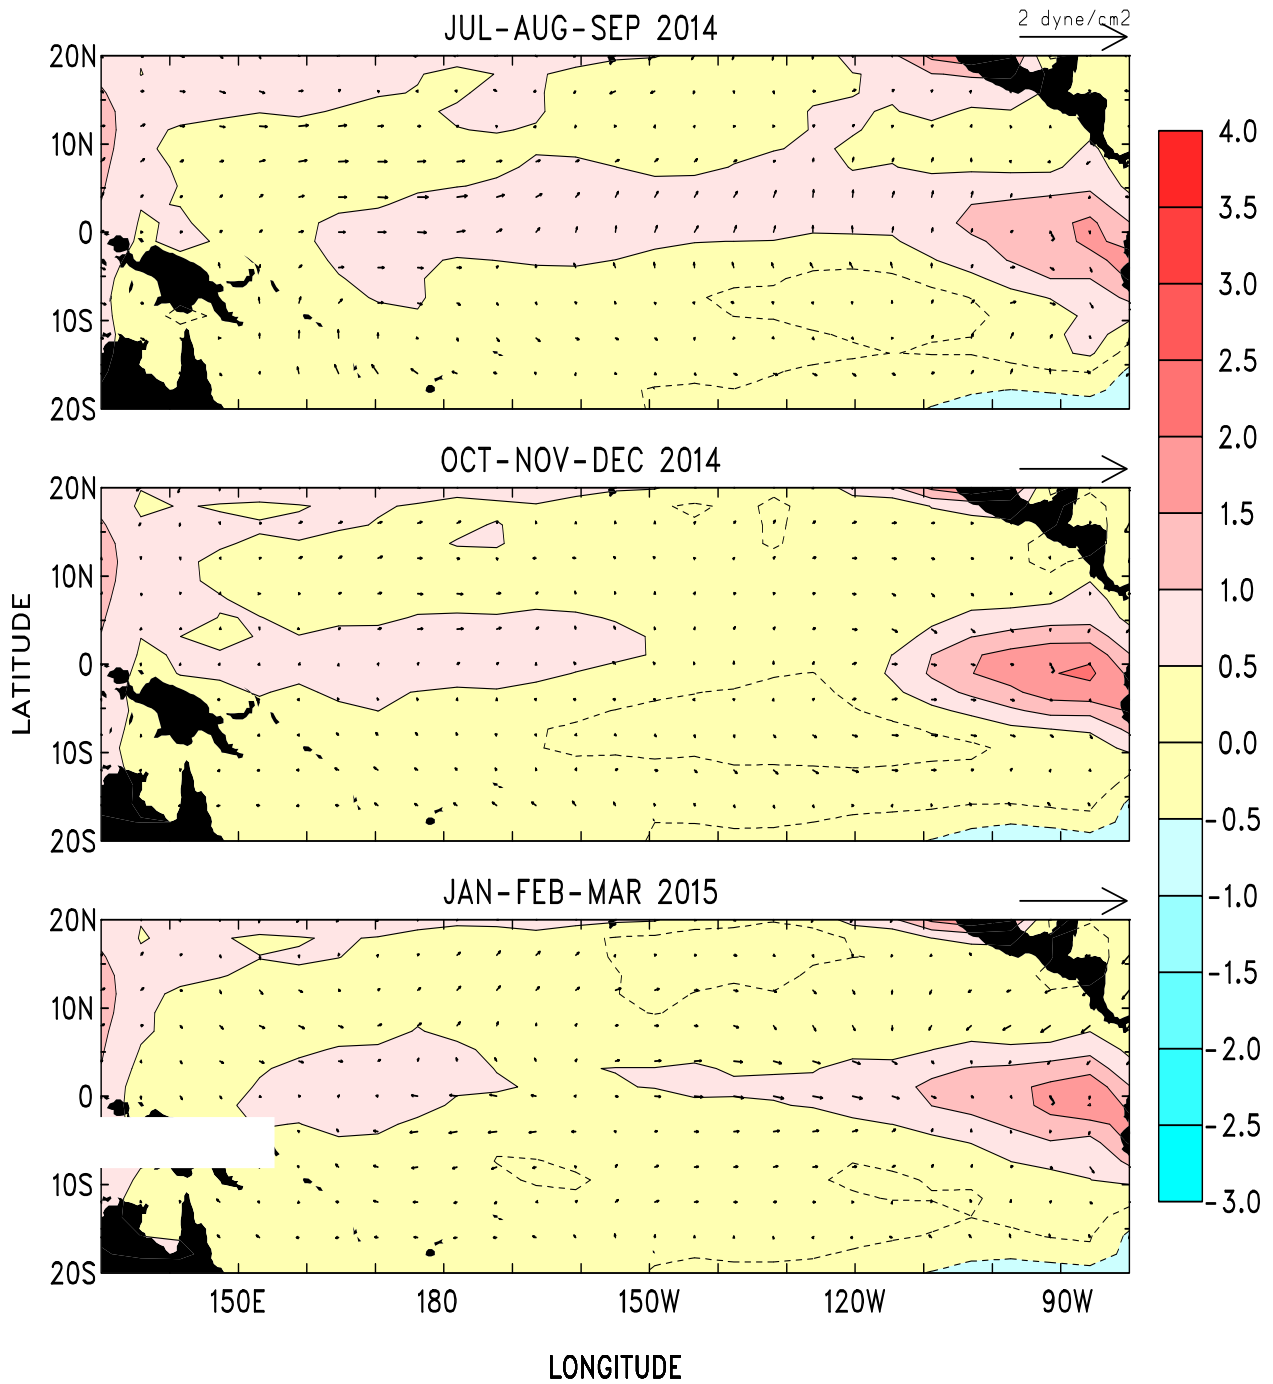 JUL-AUG-SEP 2014
2 dyne/cm2
20N
10N
0
10S
20S
OCT-NOV-DEC 2014
20N
10N
0
10S
20S
JAN-FEB-MAR 2015
20N
10N
0
10S
20S
150E 180 150W 120W 90W
LONGITUDE
LATITUDE
4.0
3.5
3.0
2.5
2.0
1.5
1.0
0.5
0.0
-0.5
-1.0
-1.5
-2.0
-2.5
-3.0